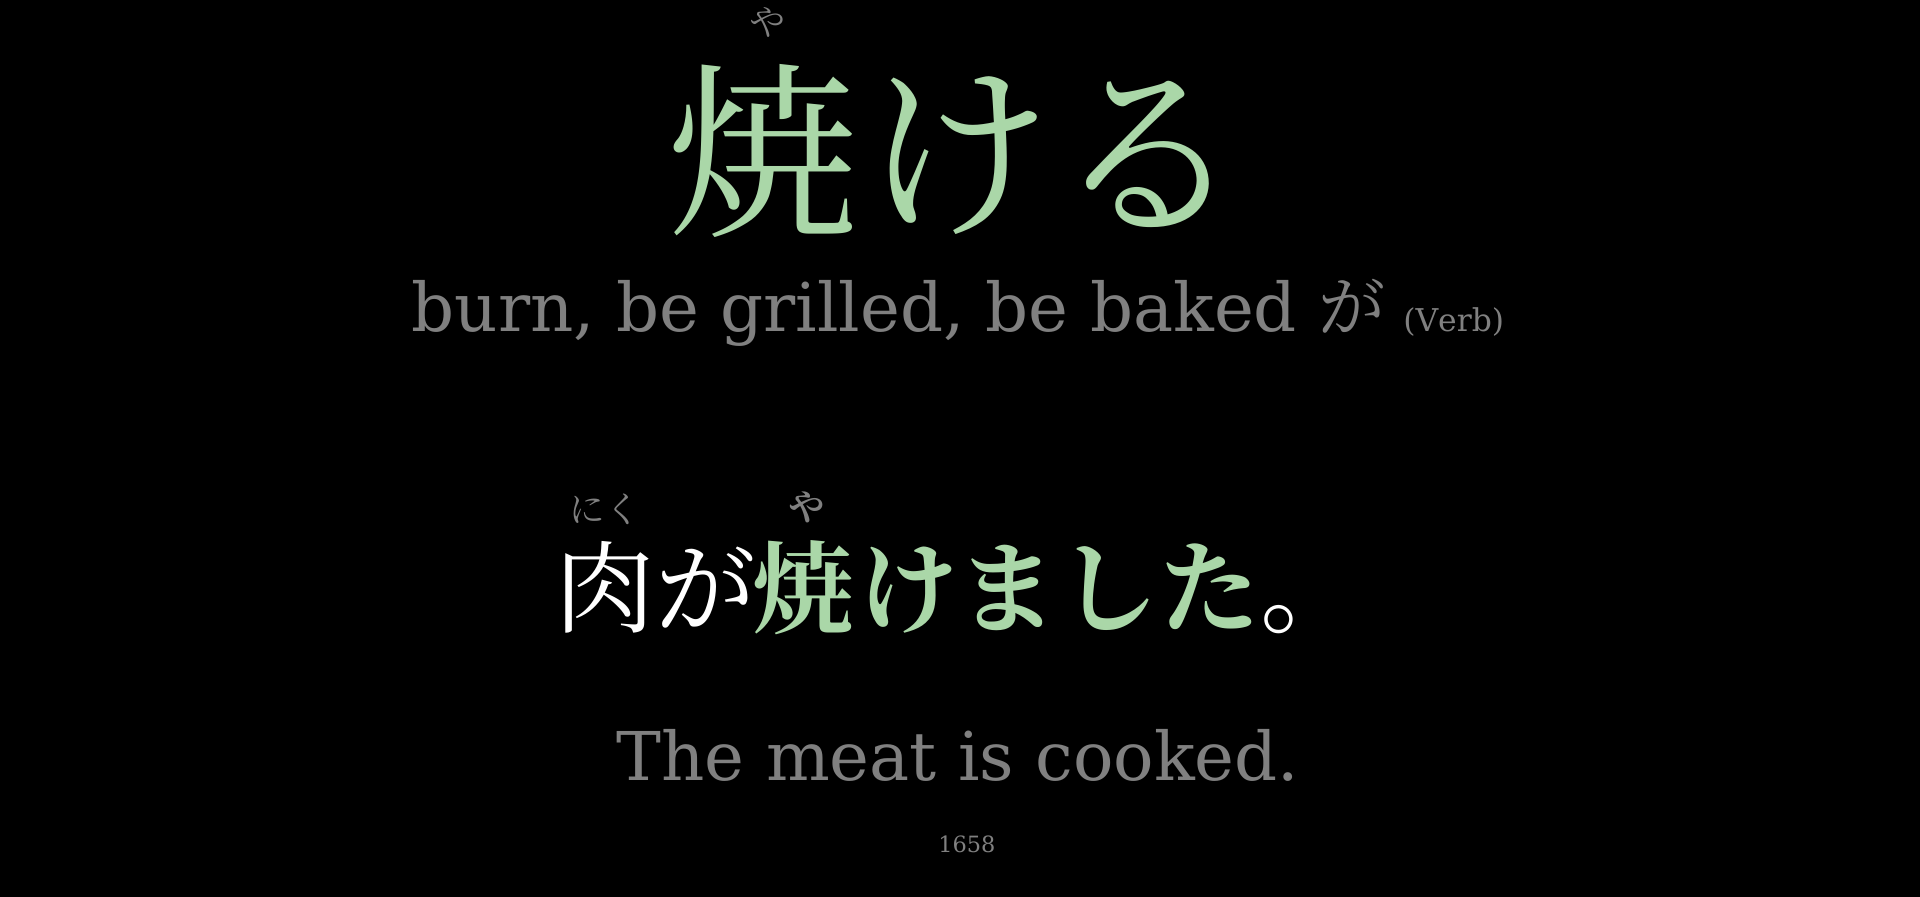 や
焼ける
burn, be grilled, be baked が (Verb)
にく や
肉が焼けました。
The meat is cooked.
1658